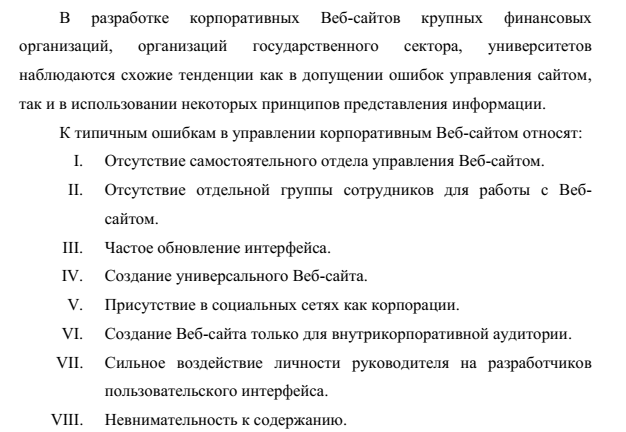 В разработке корпоративных Веб-сайтов крупных финансовых
организаций, организаций государственного сектора, университетов
наблюдаются схожие тенденции как в допущении ошибок управления сайтом,
так и в использовании некоторых принципов представления информации.
К типичным ошибкам в управлении корпоративным Веб-сайтом относят:
I. Отсутствие самостоятельного отдела управления Веб-сайтом.
II. Отсутствие отдельной группы сотрудников для работы с Веб-
сайтом.
III. Частое обновление интерфейса.
IV. Создание универсального Веб-сайта.
V. Присутствие в социальных сетях как корпорации.
VI. Создание Веб-сайта только для внутрикорпоративной аудитории.
VII. Сильное воздействие личности руководителя на разработчиков
пользовательского интерфейса.
VIII. Невнимательность к содержанию.